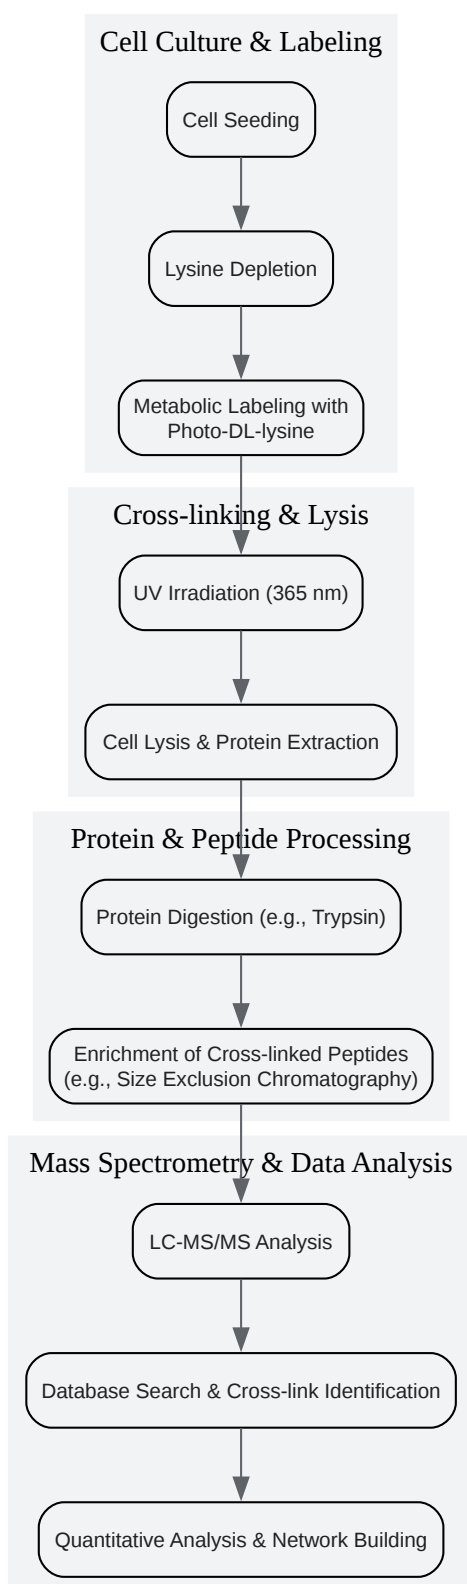 Cell Culture & Labeling
Cell Seeding
Lysine Depletion
Metabolic Labeling with
Photo-DL-lysine
Cross-linking & Lysis
UV Irradiation (365 nm)
Cell Lysis & Protein Extraction
Protein & Peptide Processing
Protein Digestion (e.g., Trypsin)
Enrichment of Cross-linked Peptides
(e.g., Size Exclusion Chromatography)
Mass Spectrometry & Data Analysis
LC-MS/MS Analysis
Database Search & Cross-link Identification
Quantitative Analysis & Network Building